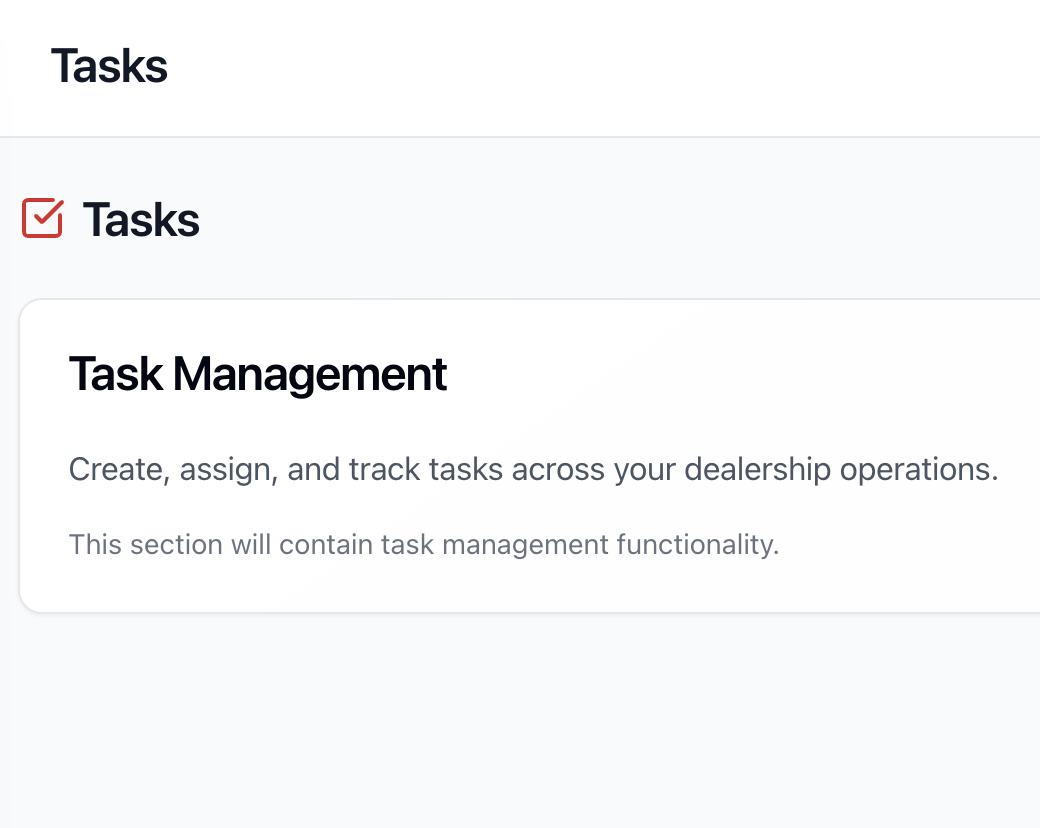 Tasks
Tasks
Task Management
Create, assign, and track tasks across your dealership operations.
This section will contain task management functionality.